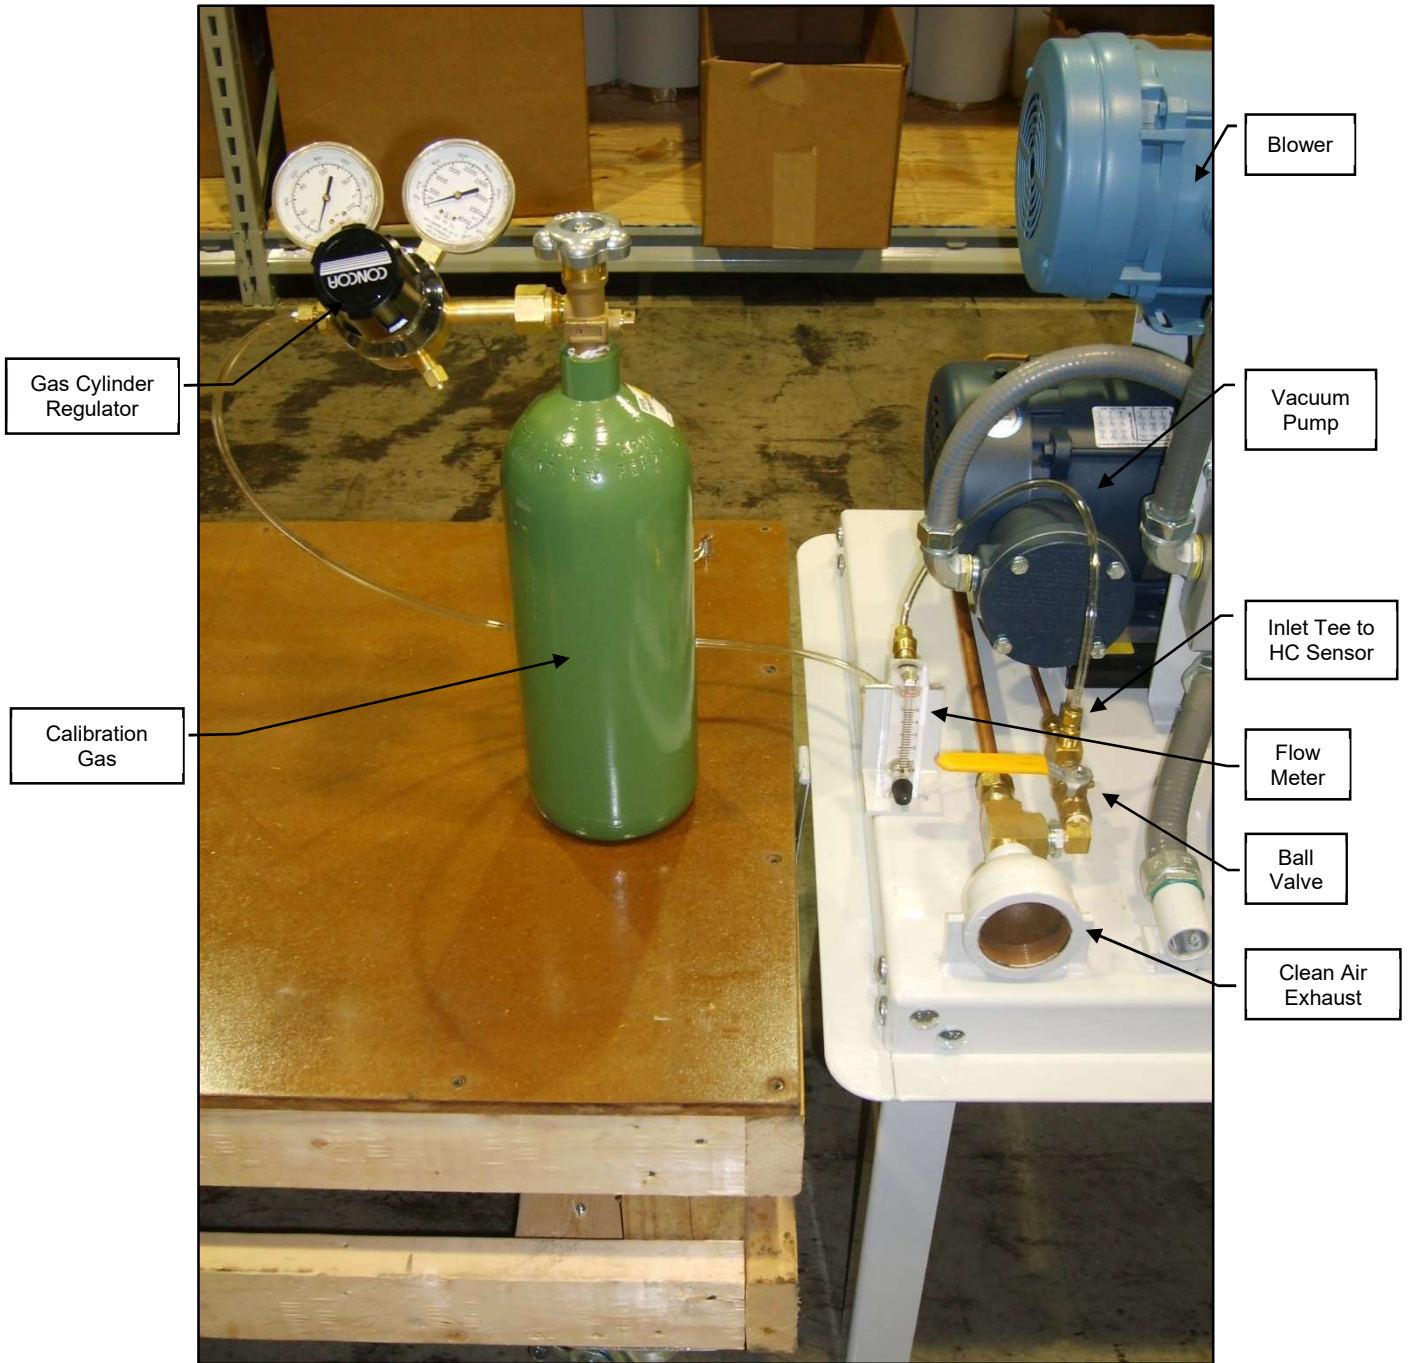 Blower
CONCOA
Gas Cylinder
Regulator
Vacuum
Pump
Inlet Tee to
HC Sensor
Calibration
Gas
Flow
Meter
Ball
Valve
Clean Air
Exhaust